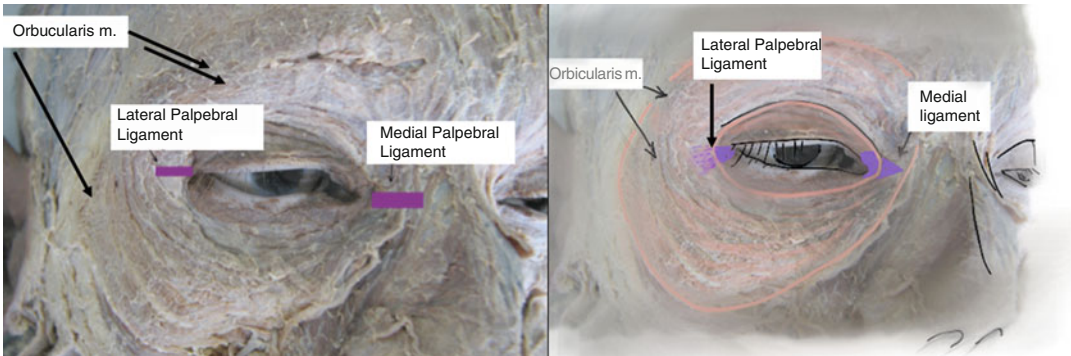 Orbucularis m.
Lateral Palpebral
Ligament
Medial Palpebral
Ligament
Lateral Palpebral
Ligament
Orbicularis m.
Medial
ligament